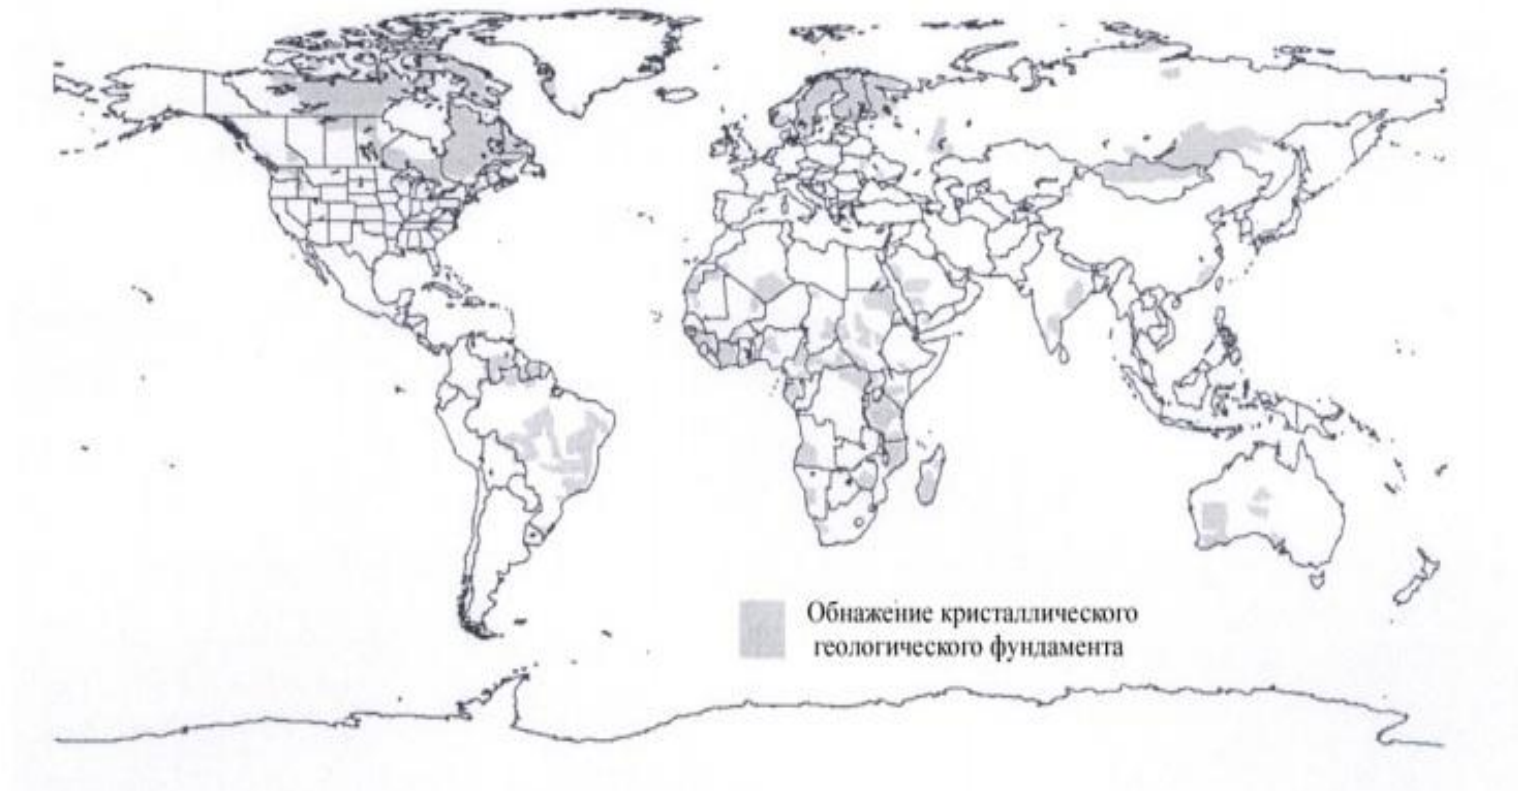 Обнажение кристаллического
геологического фундамента